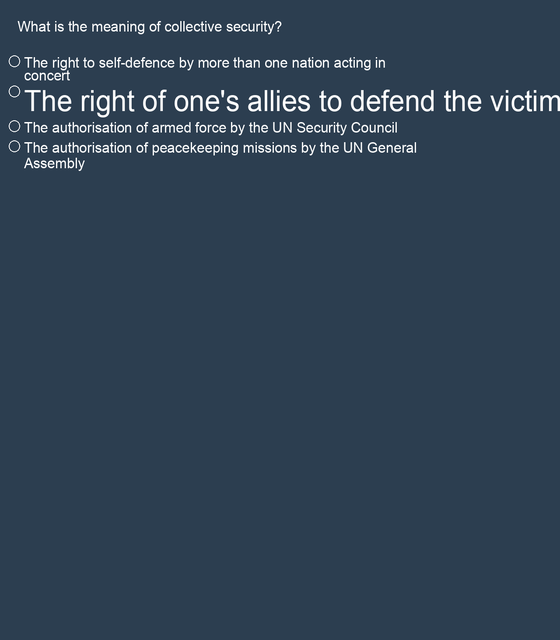 What is the meaning of collective security?
The right to self-defence by more than one nation acting in
concert
The right of one's allies to defend the victim
The authorisation of armed force by the UN Security Council
The authorisation of peacekeeping missions by the UN General
Assembly